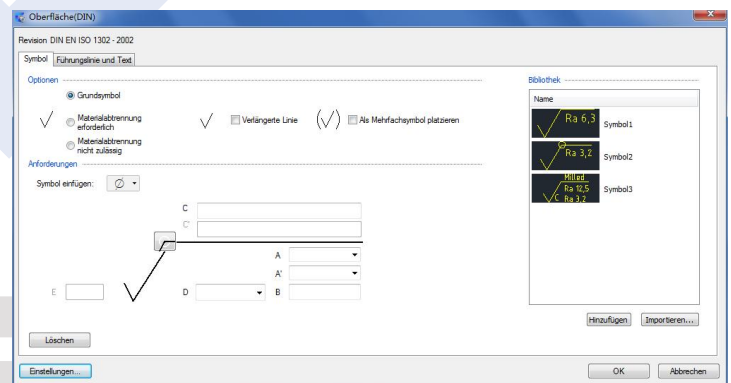 Oberfläche(DIN)
Revision DIN EN ISO 1302 - 2002
Symbol
Führungslinie und Text
Optionen
Grundsymbol
Materialabtrennung
erforderlich
Materialabtrennung
nicht zulässig
Verlängerte Linie
Als Mehrfachsymbol platzieren
Anforderungen
Symbol einfügen:
C
C'
A
A'
E
D
B
Löschen
Bibliothek
Name
Ra 6,3
Symbol1
Ra 3,2
Symbol2
Milled
Ra 12,5
C Ra 3,2
Symbol3
Hinzufügen
Importieren...
Einstellungen...
OK
Abbrechen